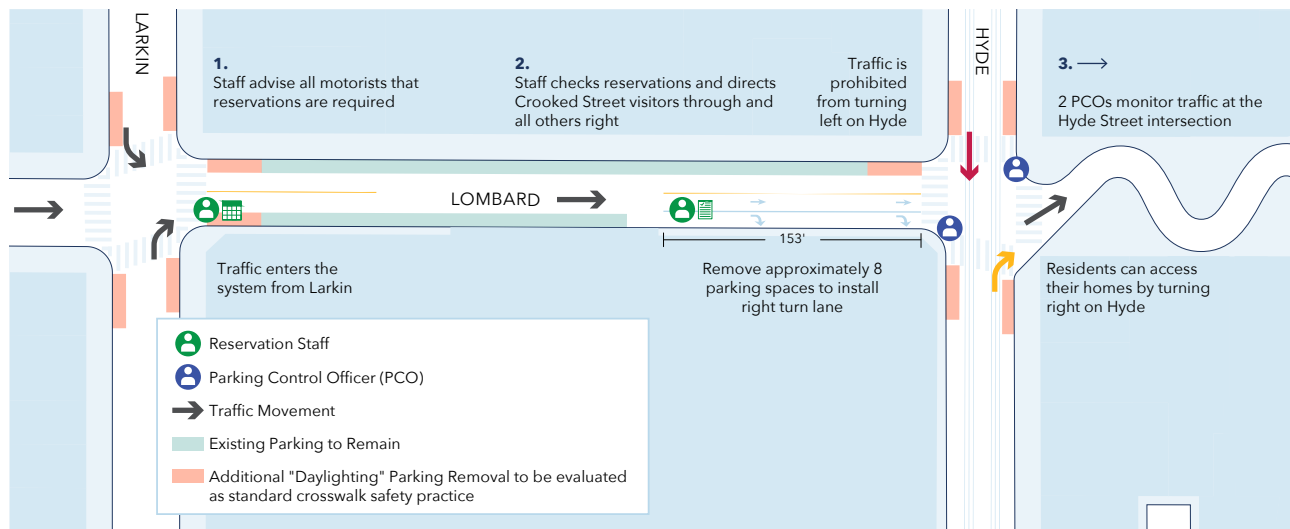 LARKIN
HYDE
1.
Staff advise all motorists that
reservations are required
2.
Staff checks reservations and directs
Crooked Street visitors through and
all others right
Traffic is
prohibited
from turning
left on Hyde
3.
2 PCOs monitor traffic at the
Hyde Street intersection
LOMBARD
153'
Traffic enters the
system from Larkin
Remove approximately 8
parking spaces to install
right turn lane
Residents can access
their homes by turning
right on Hyde
Reservation Staff
Parking Control Officer (PCO)
Traffic Movement
Existing Parking to Remain
Additional "Daylighting" Parking Removal to be evaluated
as standard crosswalk safety practice